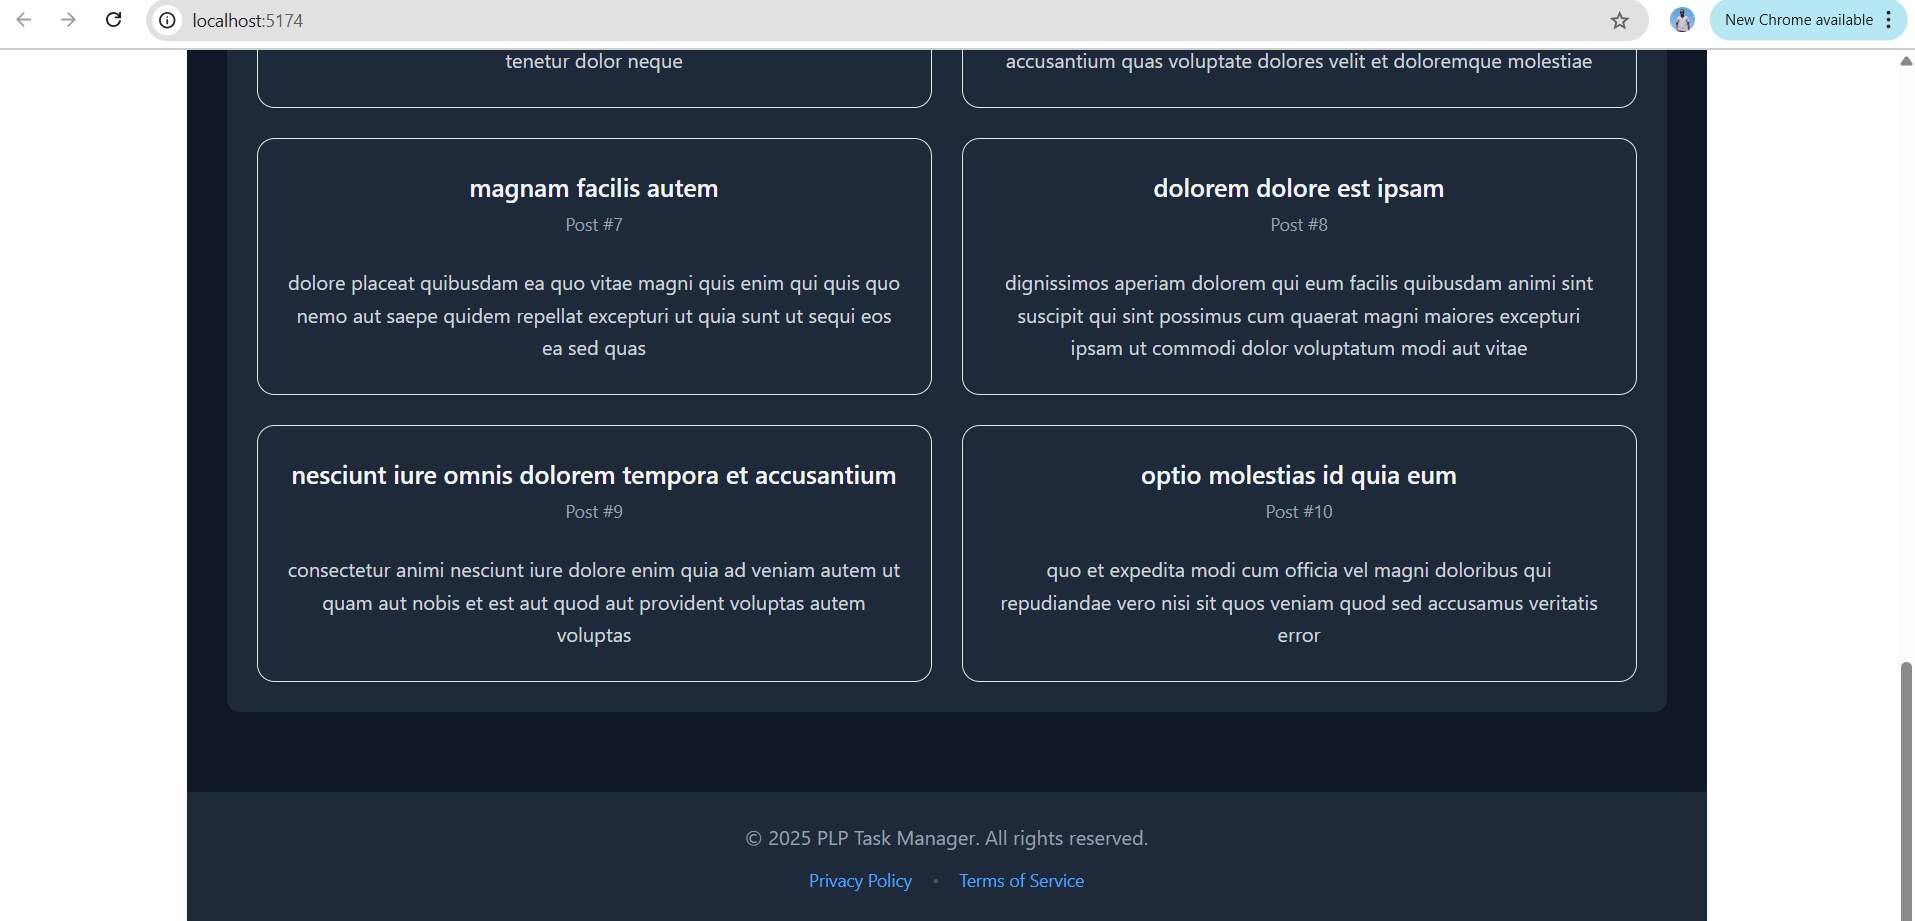 localhost:5174
New Chrome available
tenetur dolor neque
accusantium quas voluptate dolores velit et doloremque molestiae
magnam facilis autem
Post #7
dolore placeat quibusdam ea quo vitae magni quis enim qui quis quo
nemo aut saepe quidem repellat excepturi ut quia sunt ut sequi eos
ea sed quas
dolorem dolore est ipsam
Post #8
dignissimos aperiam dolorem qui eum facilis quibusdam animi sint
suscipit qui sint possimus cum quaerat magni maiores excepturi
ipsam ut commodi dolor voluptatum modi aut vitae
nesciunt iure omnis dolorem tempora et accusantium
Post #9
consectetur animi nesciunt iure dolore enim quia ad veniam autem ut
quam aut nobis et est aut quod aut provident voluptas autem
voluptas
optio molestias id quia eum
Post #10
quo et expedita modi cum officia vel magni doloribus qui
repudiandae vero nisi sit quos veniam quod sed accusamus veritatis
error
© 2025 PLP Task Manager. All rights reserved.
Privacy Policy • Terms of Service